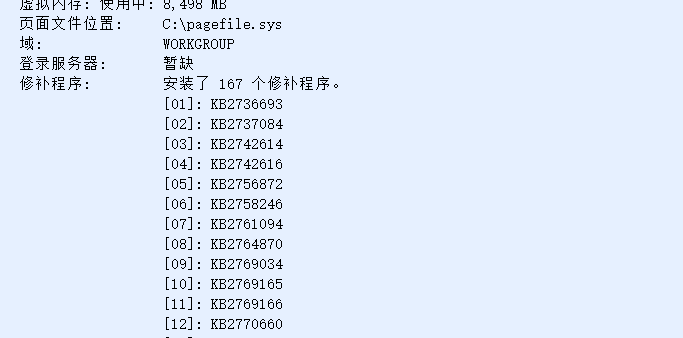 虚拟内存: 使用中: 8,498 MB
页面文件位置: C:\pagefile.sys
域: WORKGROUP
登录服务器: 暂缺
修补程序: 安装了 167 个修补程序。
[01]: KB2736693
[02]: KB2737084
[03]: KB2742614
[04]: KB2742616
[05]: KB2756872
[06]: KB2758246
[07]: KB2761094
[08]: KB2764870
[09]: KB2769034
[10]: KB2769165
[11]: KB2769166
[12]: KB2770660